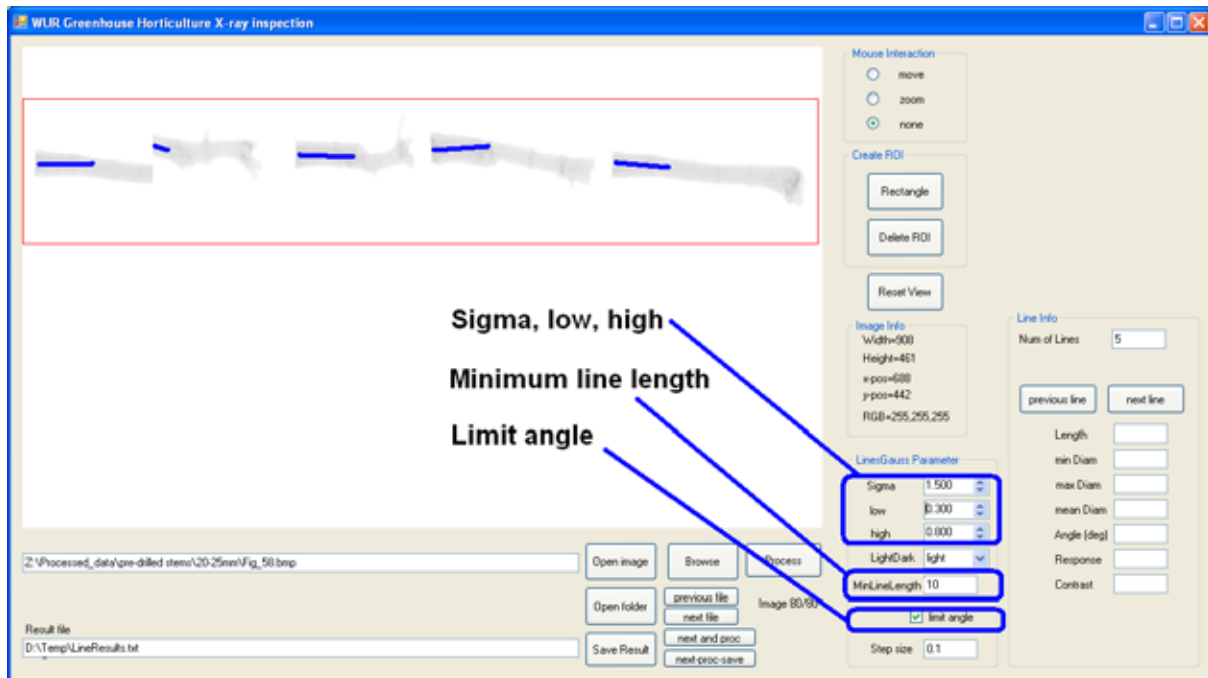 WUR Greenhouse Horticulture X-ray inspection
Mouse Interaction
move
zoom
none
Create ROI
Rectangle
Delete ROI
Reset View
Image Info
Width=908
Height=461
x-pos=688
y-pos=442
RGB=255,255,255
Sigma, low, high
Minimum line length
Limit angle
LinesGauss Parameter
Sigma 1.500
low 0.300
high 0.800
LightDark light
MinLineLength 10
limit angle
Step size 0.1
Line Info
Num of Lines 5
previous line next line
Length
min Diam
max Diam
mean Diam
Angle (deg)
Response
Contrast
Z:\Processed_data\pre-drilled stems\20-25mm\Fig_58.bmp
Open image Browse Process
Open folder previous file Image 80/80
next file
Result file
D:\Temp\LineResults.txt
Save Result next and proc
next-proc-save